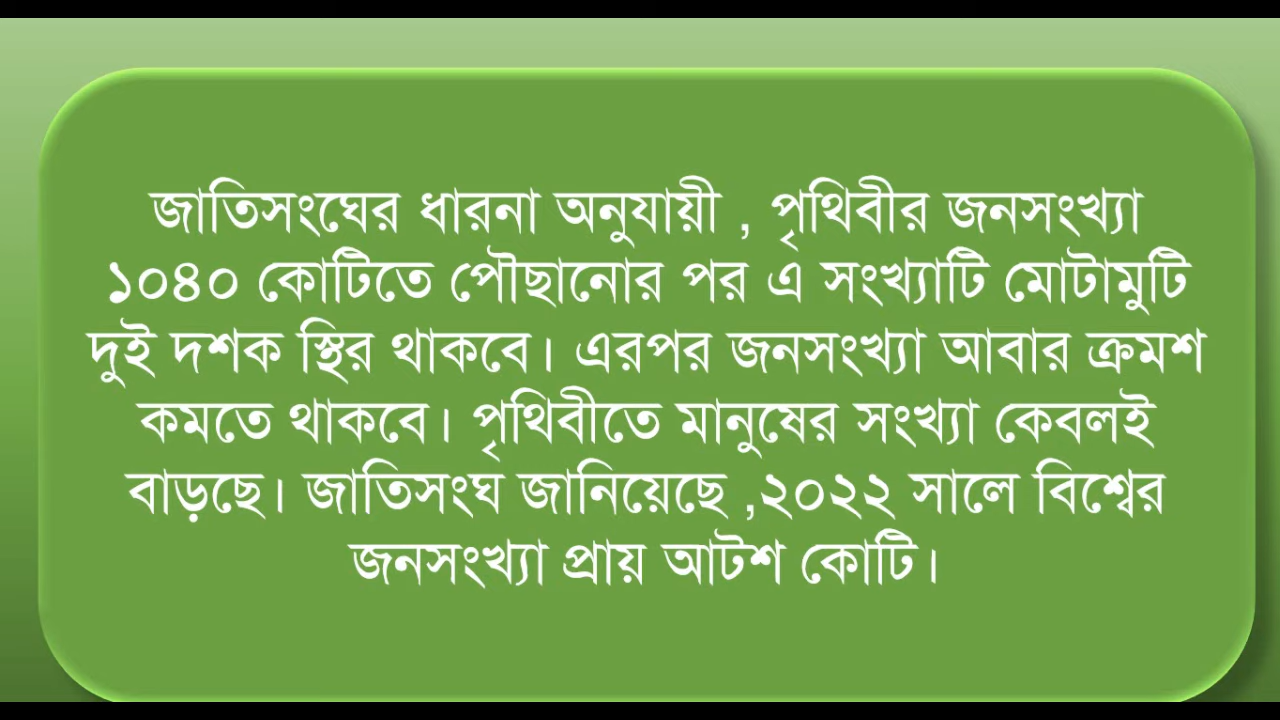 জাতিসংঘের ধারনা অনুযায়ী , পৃথিবীর জনসংখ্যা
১০৪০ কোটিতে পৌছানোর পর এ সংখ্যাটি মোটামুটি
দুই দশক স্থির থাকবে। এরপর জনসংখ্যা আবার ক্রমশ
কমতে থাকবে। পৃথিবীতে মানুষের সংখ্যা কেবলই
বাড়ছে। জাতিসংঘ জানিয়েছে ,২০২২ সালে বিশ্বের
জনসংখ্যা প্রায় আটশ কোটি।